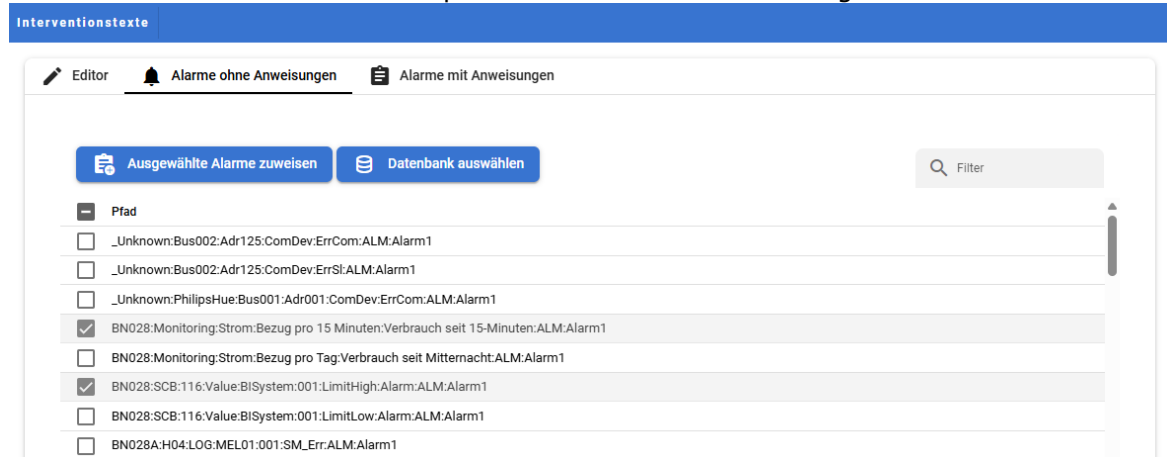 Interventionstexte
Editor Alarme ohne Anweisungen Alarme mit Anweisungen
Ausgewählte Alarme zuweisen Datenbank auswählen Filter
Pfad
_Unknown:Bus002:Adr125:ComDev:ErrCom:ALM:Alarm1
_Unknown:Bus002:Adr125:ComDev:ErrSl:ALM:Alarm1
_Unknown:PhilipsHue:Bus001:Adr001:ComDev:ErrCom:ALM:Alarm1
BN028:Monitoring:Strom:Bezug pro 15 Minuten:Verbrauch seit 15-Minuten:ALM:Alarm1
BN028:Monitoring:Strom:Bezug pro Tag:Verbrauch seit Mitternacht:ALM:Alarm1
BN028:SCB:116:Value:BISystem:001:LimitHigh:Alarm:ALM:Alarm1
BN028:SCB:116:Value:BISystem:001:LimitLow:Alarm:ALM:Alarm1
BN028A:H04:LOG:MEL01:001:SM_Err:ALM:Alarm1